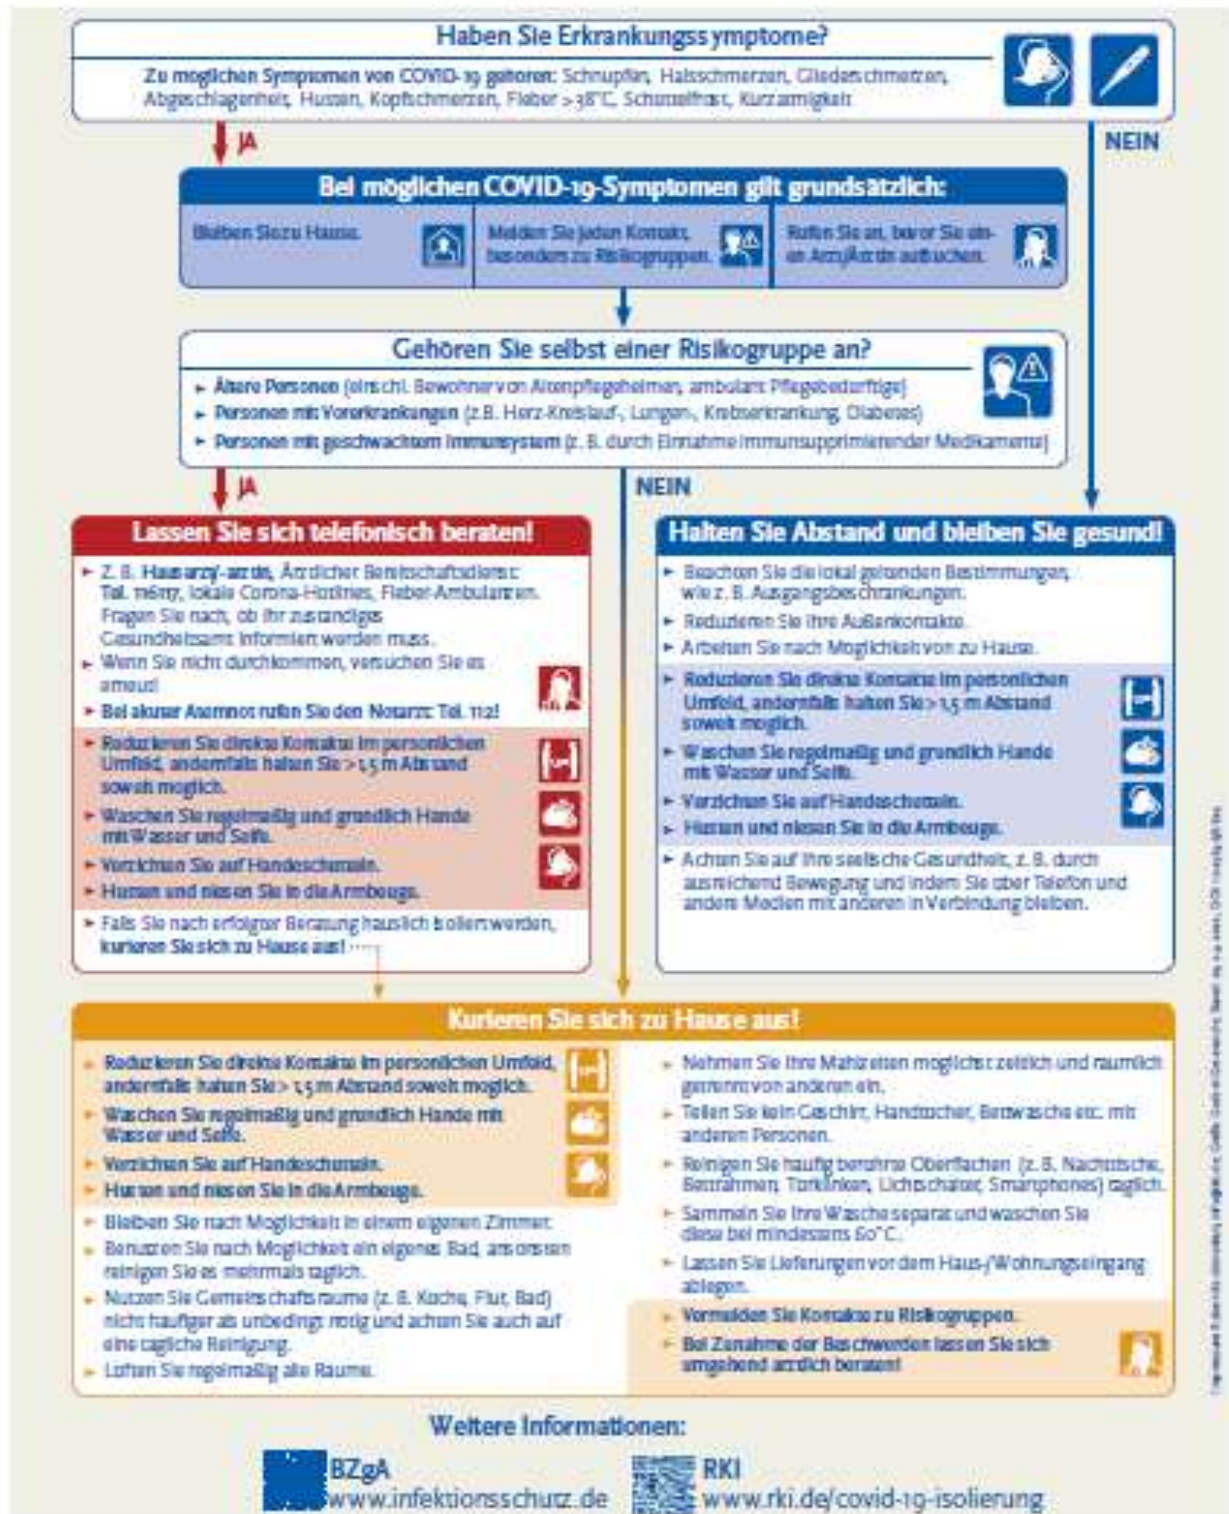 Haben Sie Erkrankungssymptome?
Zu möglichen Symptomen von COVID-19 gehören: Schnupfen, Halsschmerzen, Gliederschmerzen,
Abgeschlagenheit, Husten, Kopfschmerzen, Fieber >38°C, Schüttelfrost, Kurzatmigkeit
JA
NEIN
Bei möglichen COVID-19-Symptomen gilt grundsätzlich:
Bleiben Sie zu Hause.
Meiden Sie jeden Kontakt,
besonders zu Risikogruppen.
Rufen Sie an, bevor Sie ein-
en Arzt/Ärztin aufsuchen.
Gehören Sie selbst einer Risikogruppe an?
► Ältere Personen (einschl. Bewohner von Altenpflegeheimen, ambulant Pflegebedürftige)
► Personen mit Vorerkrankungen (z.B. Herz-Kreislauf-, Lungen-, Krebserkrankung, Diabetes)
► Personen mit geschwächtem Immunsystem (z. B. durch Einnahme immunsupprimierender Medikamente)
JA
NEIN
Lassen Sie sich telefonisch beraten!
► Z. B. Hausarzt/-ärztin, Ärztlicher Bereitschaftsdienst:
Tel. 116117, lokale Corona-Hotlines, Fieber-Ambulanzen.
Fragen Sie nach, ob Ihr zuständiges
Gesundheitsamt informiert werden muss.
► Wenn Sie nicht durchkommen, versuchen Sie es
erneut!
► Bei akuter Atemnot rufen Sie den Notarzt: Tel. 112!
► Reduzieren Sie direkte Kontakte im persönlichen
Umfeld, andernfalls halten Sie > 1,5 m Abstand
soweit möglich.
► Waschen Sie regelmäßig und gründlich Hände
mit Wasser und Seife.
► Verzichten Sie auf Händeschütteln.
► Husten und niesen Sie in die Armbeuge.
► Falls Sie nach erfolgter Beratung häuslich isoliert werden,
kurieren Sie sich zu Hause aus!
Halten Sie Abstand und bleiben Sie gesund!
► Beachten Sie die lokal geltenden Bestimmungen,
wie z. B. Ausgangsbeschränkungen.
► Reduzieren Sie Ihre Außenkontakte.
► Arbeiten Sie nach Möglichkeit von zu Hause.
► Reduzieren Sie direkte Kontakte im persönlichen
Umfeld, andernfalls halten Sie > 1,5 m Abstand
soweit möglich.
► Waschen Sie regelmäßig und gründlich Hände
mit Wasser und Seife.
► Verzichten Sie auf Händeschütteln.
► Husten und niesen Sie in die Armbeuge.
► Achten Sie auf Ihre seelische Gesundheit, z. B. durch
ausreichend Bewegung und indem Sie über Telefon und
andere Medien mit anderen in Verbindung bleiben.
Kurieren Sie sich zu Hause aus!
► Reduzieren Sie direkte Kontakte im persönlichen Umfeld,
andernfalls halten Sie > 1,5 m Abstand soweit möglich.
► Waschen Sie regelmäßig und gründlich Hände mit
Wasser und Seife.
► Verzichten Sie auf Händeschütteln.
► Husten und niesen Sie in die Armbeuge.
► Bleiben Sie nach Möglichkeit in einem eigenen Zimmer.
► Benutzen Sie nach Möglichkeit ein eigenes Bad, ansonsten
reinigen Sie es mehrmals täglich.
► Nutzen Sie Gemeinschaftsräume (z. B. Küche, Flur, Bad)
nicht häufiger als unbedingt nötig und achten Sie auch auf
eine tägliche Reinigung.
► Lüften Sie regelmäßig alle Räume.
► Nehmen Sie Ihre Mahlzeiten möglichst zeitlich und räumlich
getrennt von anderen ein.
► Teilen Sie kein Geschirr, Handtücher, Bettwäsche etc. mit
anderen Personen.
► Reinigen Sie häufig berührte Oberflächen (z. B. Nachttische,
Bettrahmen, Türklinken, Lichtschalter, Smartphones) täglich.
► Sammeln Sie Ihre Wäsche separat und waschen Sie
diese bei mindestens 60°C.
► Lassen Sie Lieferungen vor dem Haus-/Wohnungseingang
ablegen.
► Vermeiden Sie Kontakte zu Risikogruppen.
► Bei Zunahme der Beschwerden lassen Sie sich
umgehend ärztlich beraten!
Weitere Informationen:
BZgA
www.infektionsschutz.de
RKI
www.rki.de/covid-19-isolierung